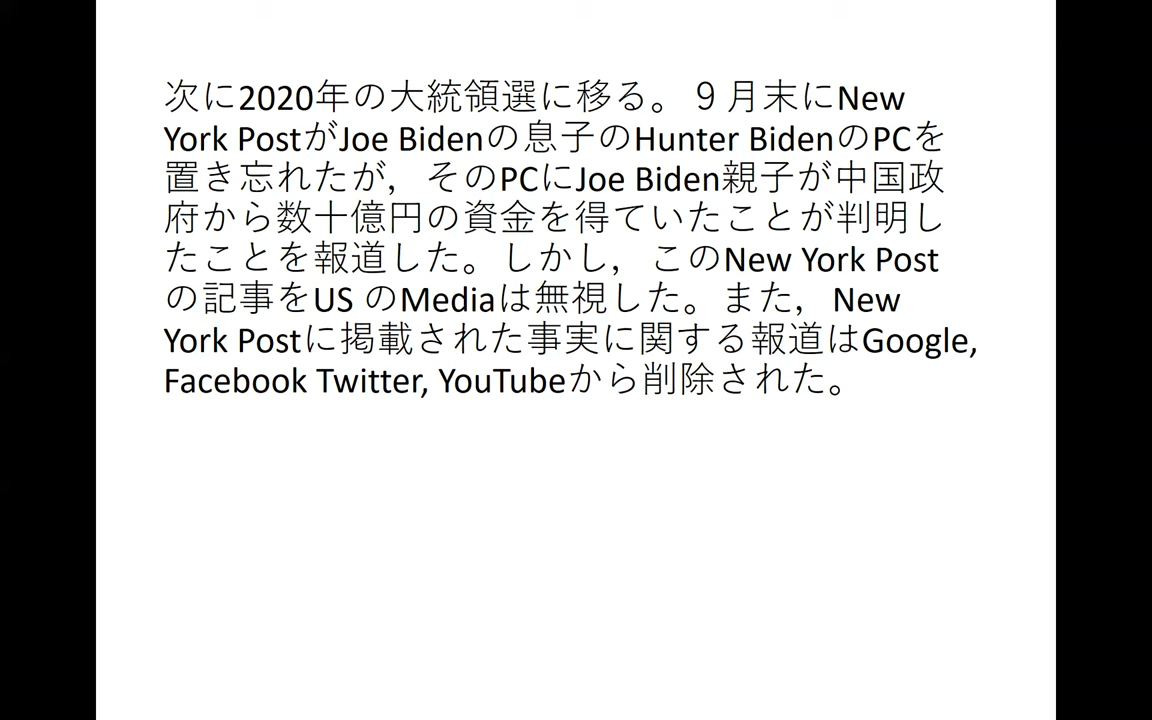 次に2020年の大統領選に移る。９月末にNew
York PostがJoe Bidenの息子のHunter BidenのPCを
置き忘れたが，そのPCにJoe Biden親子が中国政
府から数十億円の資金を得ていたことが判明し
たことを報道した。しかし，このNew York Post
の記事をUS のMediaは無視した。また，New
York Postに掲載された事実に関する報道はGoogle,
Facebook Twitter, YouTubeから削除された。